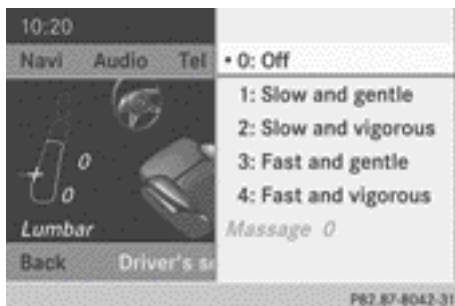 10:20
Navi Audio Tel
• 0: Off
1: Slow and gentle
2: Slow and vigorous
3: Fast and gentle
4: Fast and vigorous
0
0
Lumbar
Massage 0
Back Driver's se
P82.87-8042-31